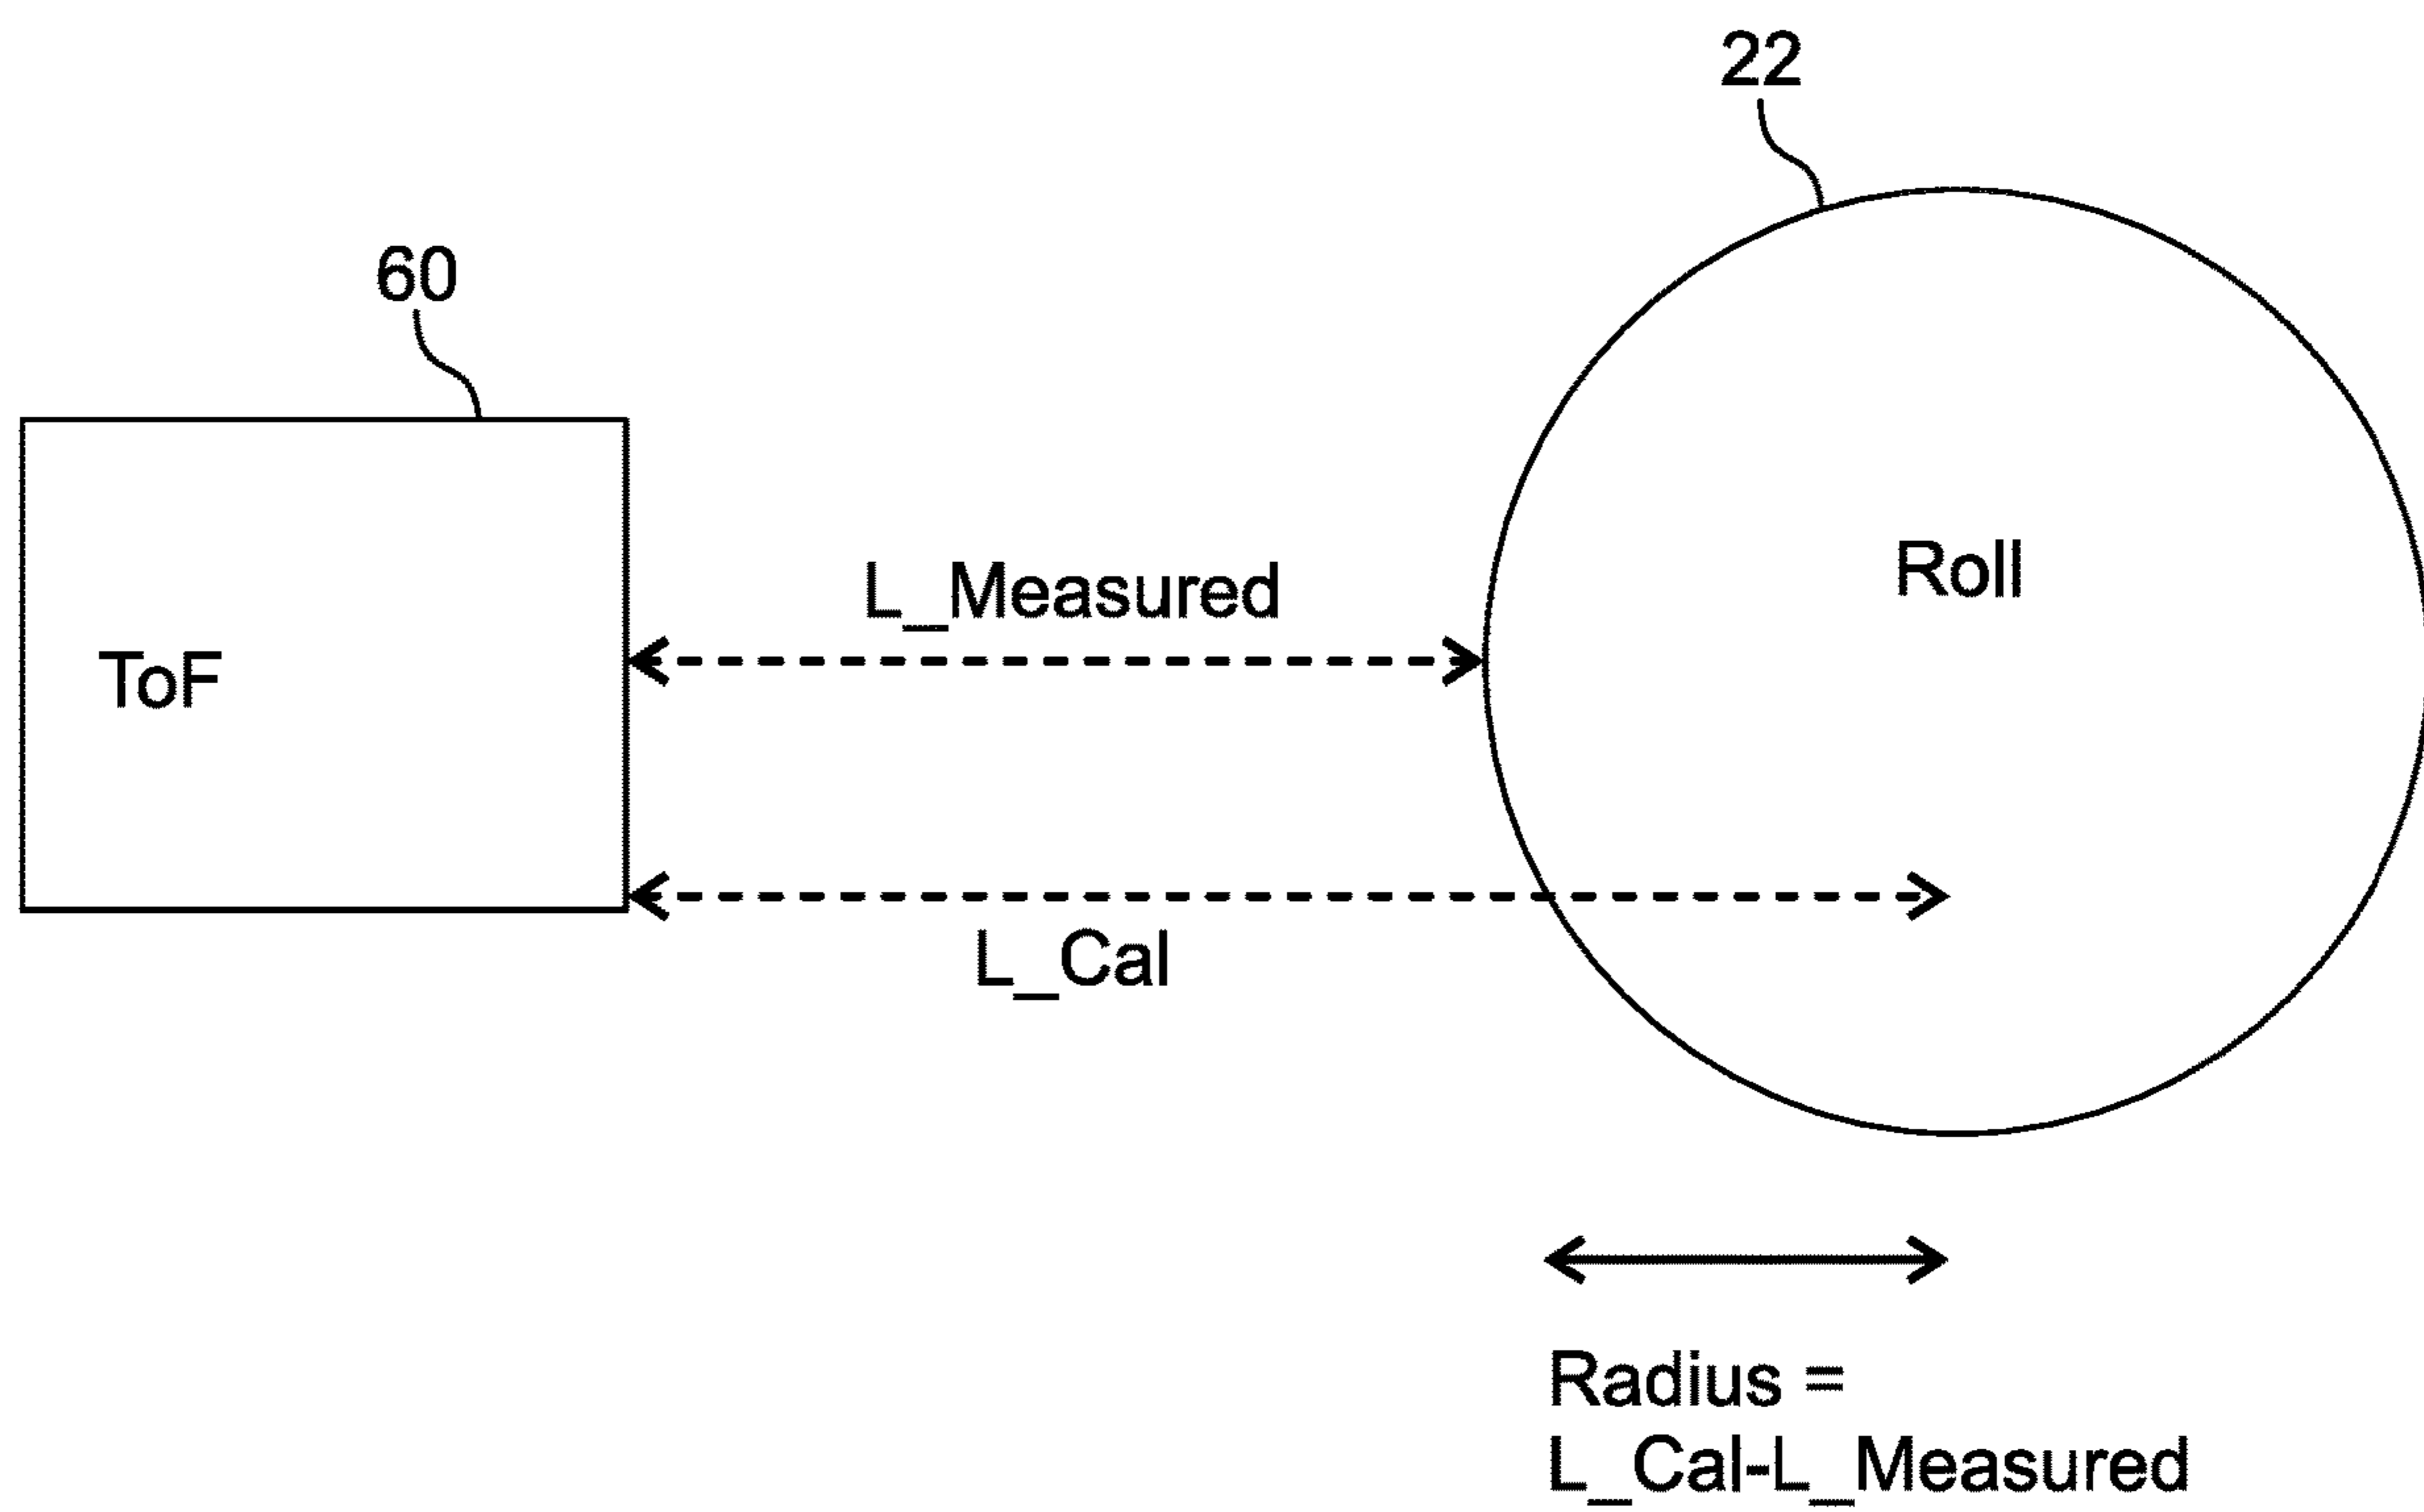 22
60
L_Measured
Roll
ToF
L_Cal
Radius =
L_Cal-L_Measured